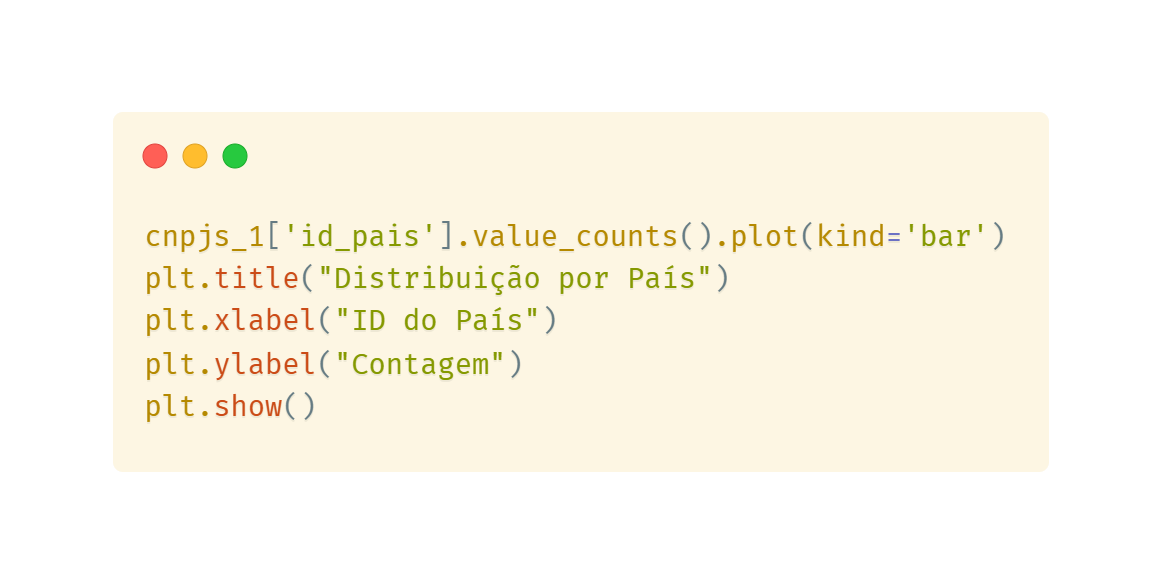 cnpjs_1['id_pais'].value_counts().plot(kind='bar')
plt.title("Distribuição por País")
plt.xlabel("ID do País")
plt.ylabel("Contagem")
plt.show()